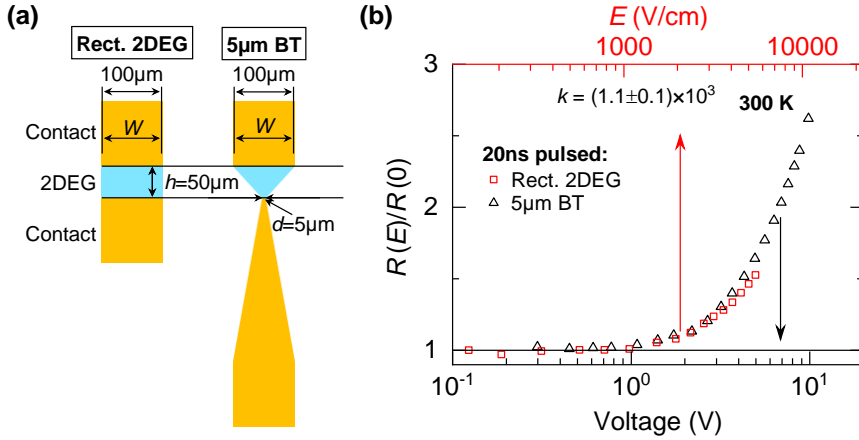 (a)
Rect. 2DEG
5μm BT
100μm
100μm
Contact
W
W
2DEG
h=50μm
d=5μm
Contact
(b)
E (V/cm)
1000
10000
3
k = (1.1±0.1)×10³
300 K
20ns pulsed:
Rect. 2DEG
5μm BT
2
R(E)/R(0)
1
10⁻¹
10⁰
10¹
Voltage (V)